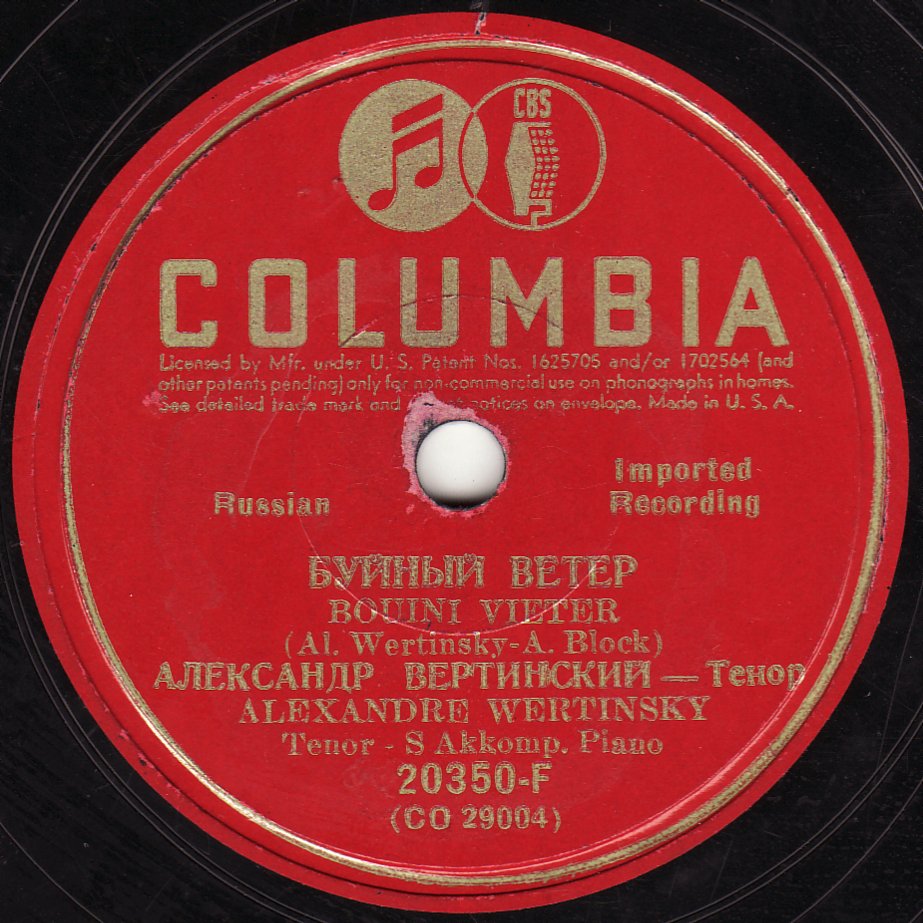 CBS
COLUMBIA
Licensed by Mfr. under U. S. Patent Nos. 1625705 and/or 1702564 (and
other patents pending) only for non-commercial use on phonographs in homes.
See detailed trade mark and notices on envelope. Made in U. S. A.
Russian
Imported
Recording
БУЙНЫЙ ВЕТЕР
BOUINI VIETER
(Al. Wertinsky-A. Block)
АЛЕКСАНДР ВЕРТИНСКИЙ — Тенор
ALEXANDRE WERTINSKY
Tenor - S Akkomp. Piano
20350-F
(CO 29004)